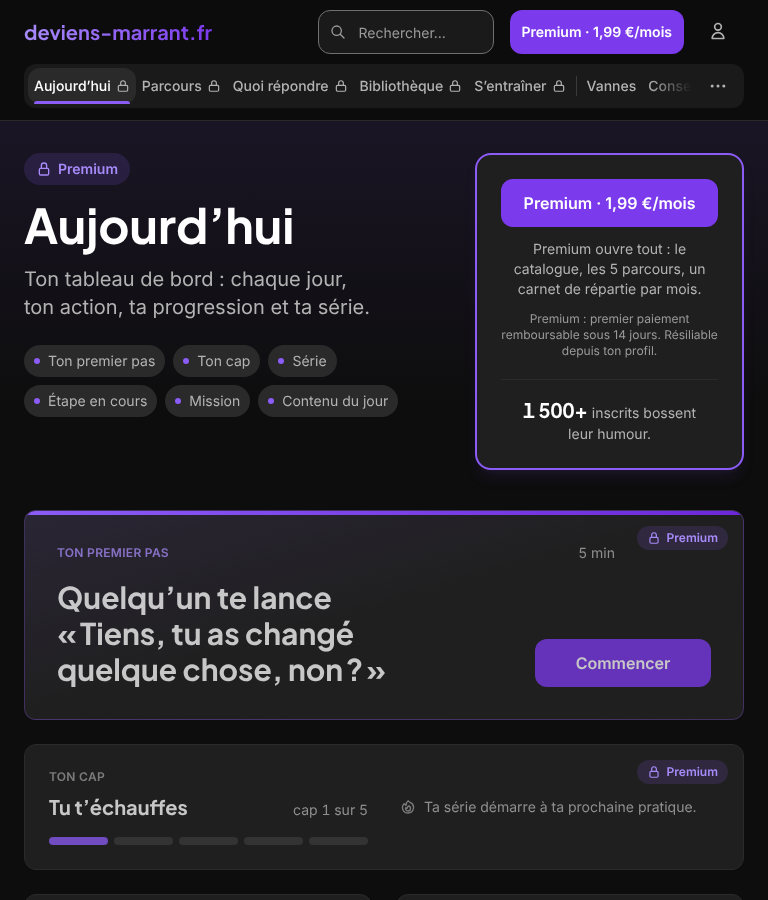 deviens-marrant.fr
Rechercher...
Premium · 1,99 €/mois
Aujourd’hui
Parcours
Quoi répondre
Bibliothèque
S’entraîner
Vannes
Premium
Aujourd’hui
Ton tableau de bord : chaque jour,
ton action, ta progression et ta série.
Ton premier pas
Ton cap
Série
Étape en cours
Mission
Contenu du jour
Premium · 1,99 €/mois
Premium ouvre tout : le
catalogue, les 5 parcours, un
carnet de répartie par mois.
Premium : premier paiement
remboursable sous 14 jours. Résiliable
depuis ton profil.
1 500+ inscrits bossent
leur humour.
TON PREMIER PAS
5 min
Premium
Quelqu’un te lance
« Tiens, tu as changé
quelque chose, non ? »
Commencer
TON CAP
Premium
Tu t’échauffes
cap 1 sur 5
Ta série démarre à ta prochaine pratique.